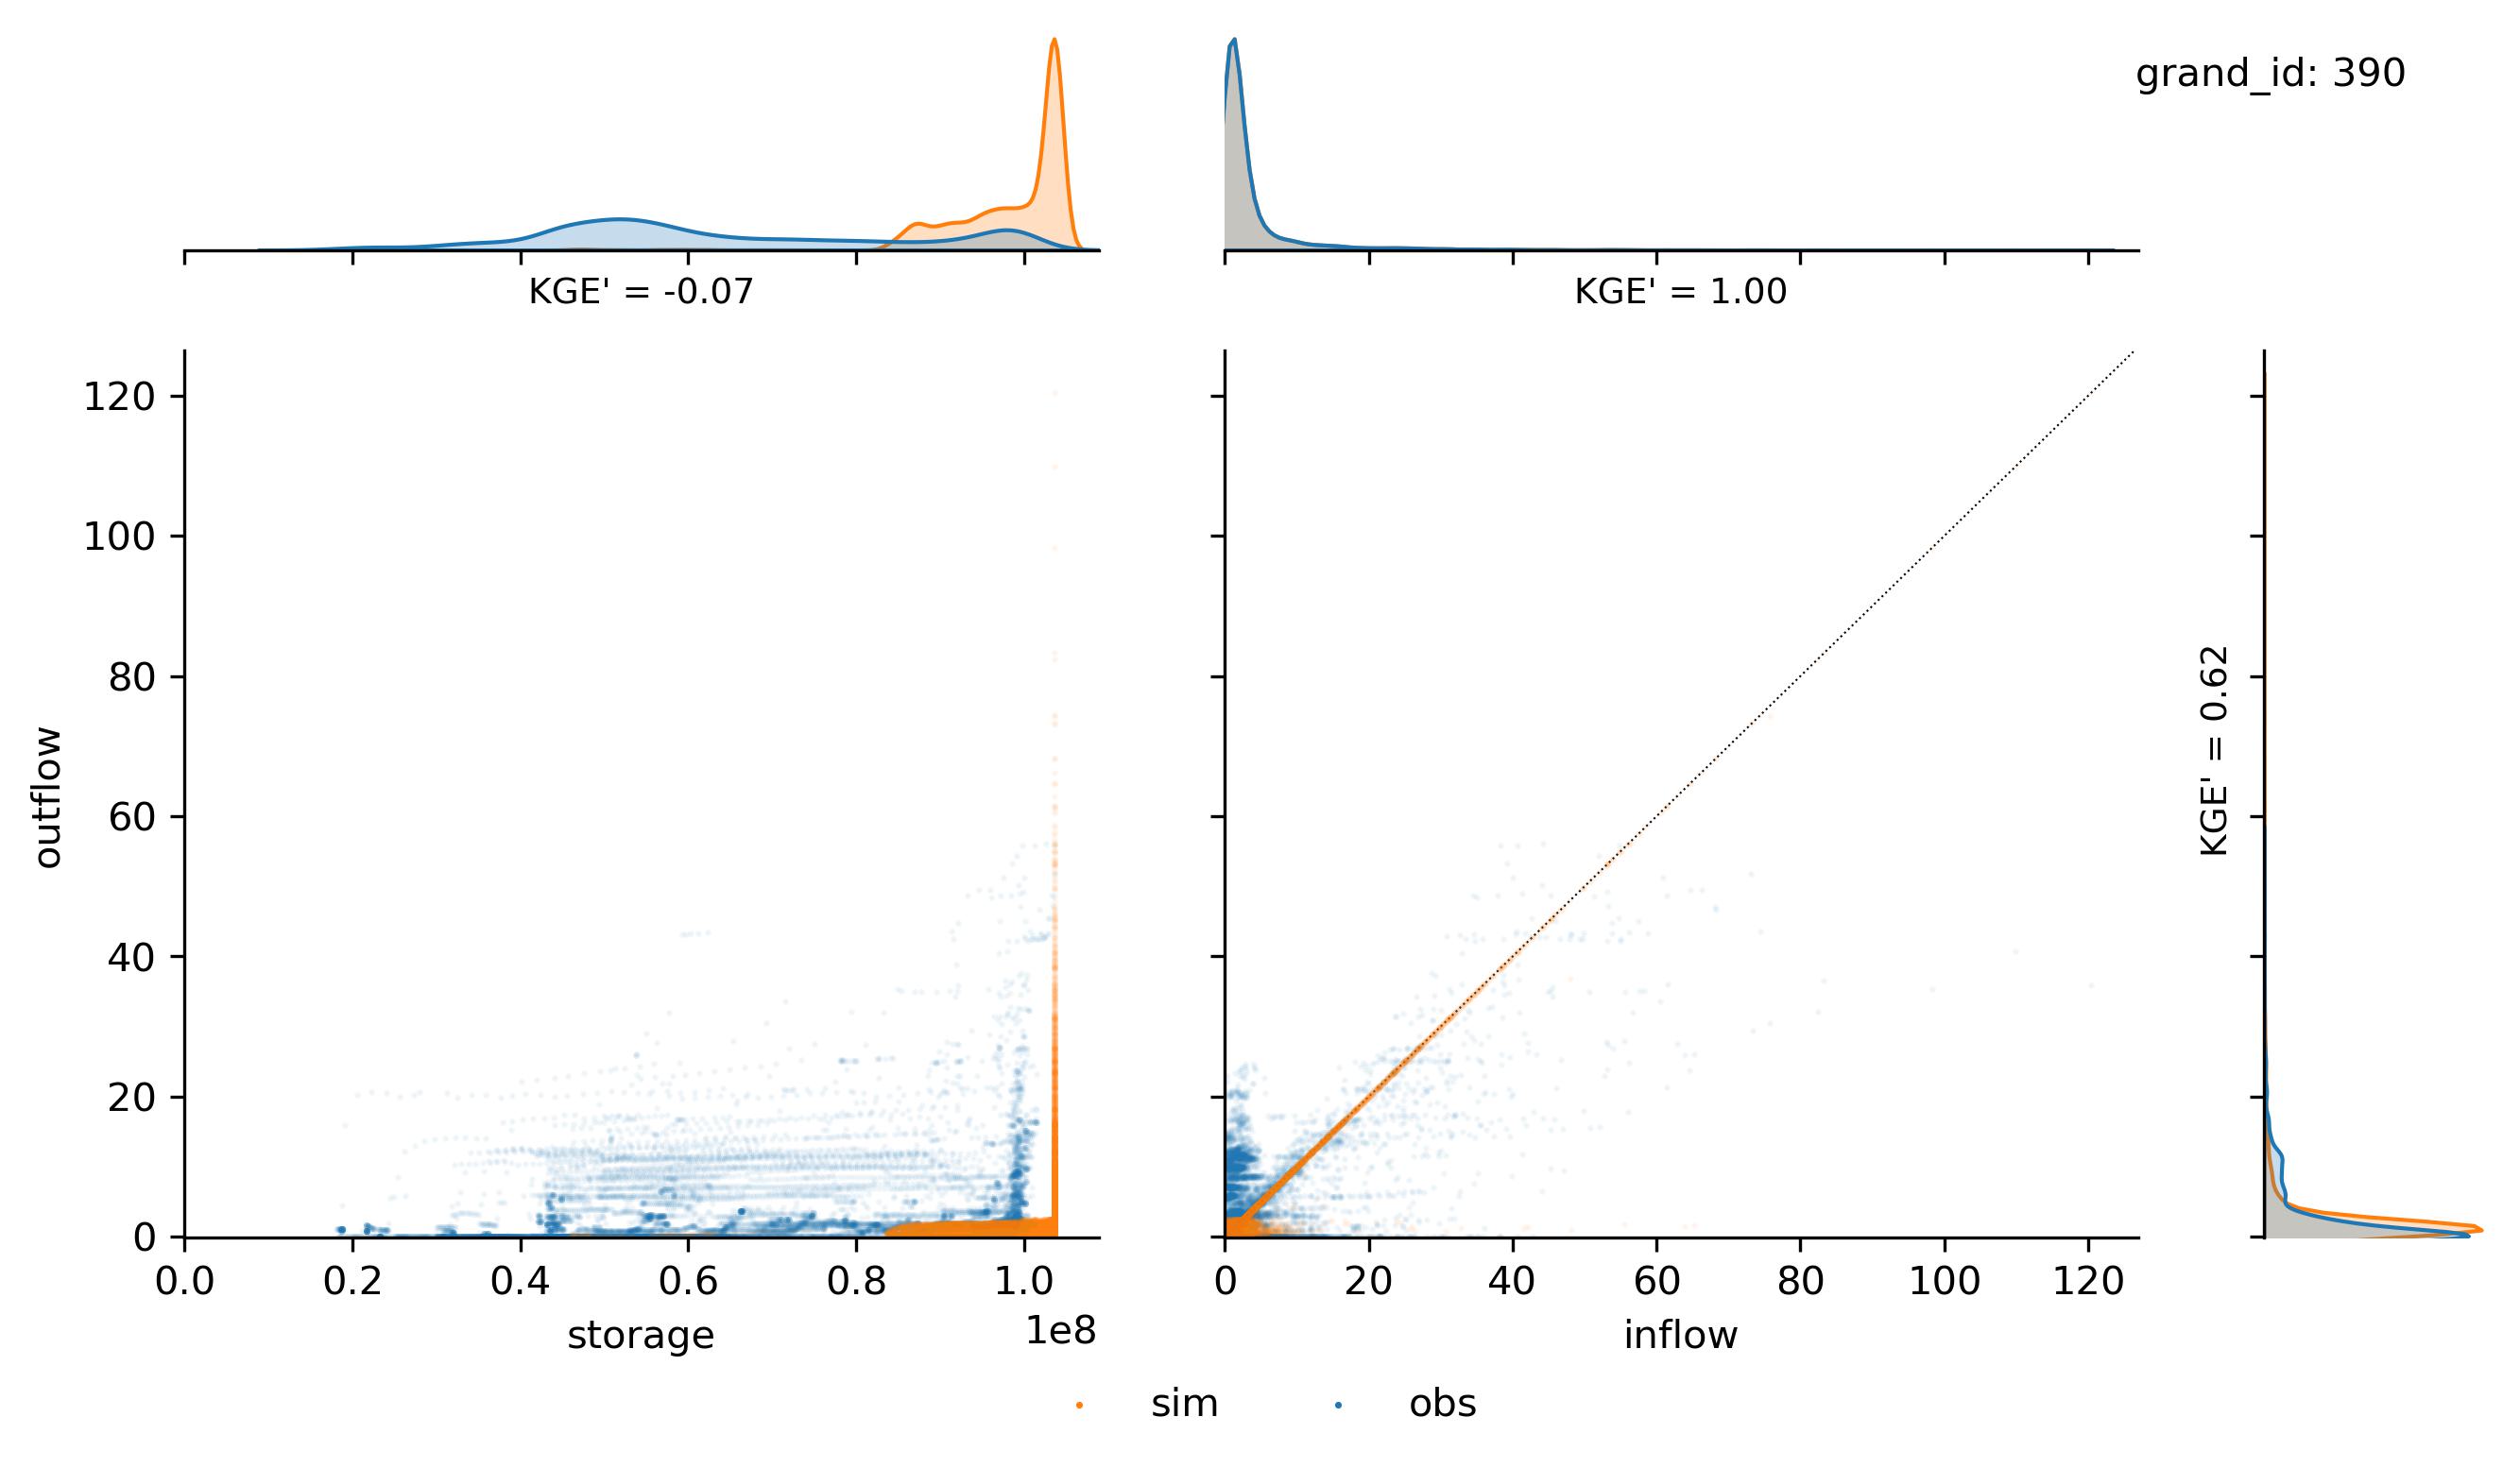 grand_id: 390
KGE' = -0.07
KGE' = 1.00
120
100
80
60
40
20
0
outflow
KGE' = 0.62
0.0 0.2 0.4 0.6 0.8 1.0
1e8
storage
0 20 40 60 80 100 120
inflow
sim obs